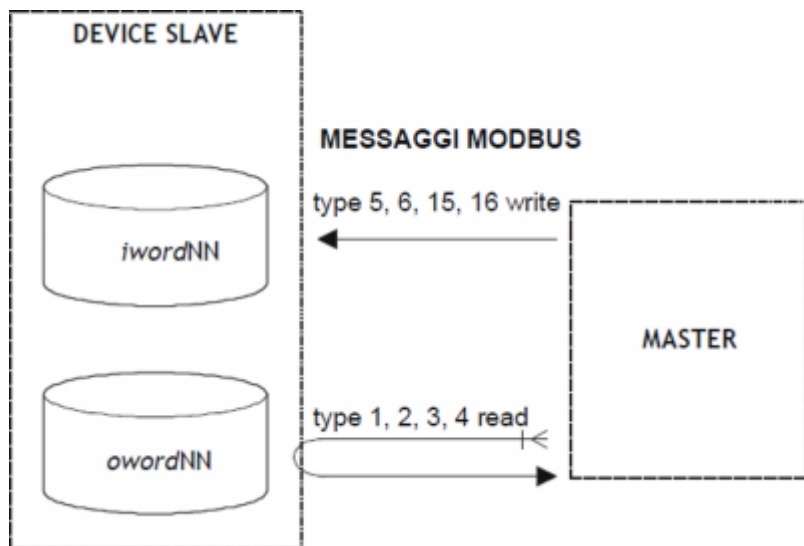 DEVICE SLAVE
MESSAGGI MODBUS
type 5, 6, 15, 16 write
iwordNN
MASTER
type 1, 2, 3, 4 read
owordNN